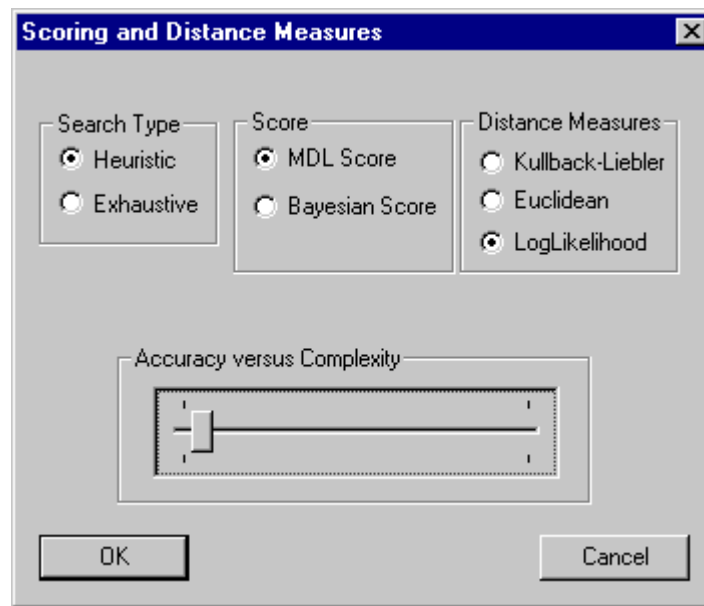 Scoring and Distance Measures
Search Type
Heuristic
Exhaustive
Score
MDL Score
Bayesian Score
Distance Measures
Kullback-Liebler
Euclidean
LogLikelihood
Accuracy versus Complexity
OK
Cancel